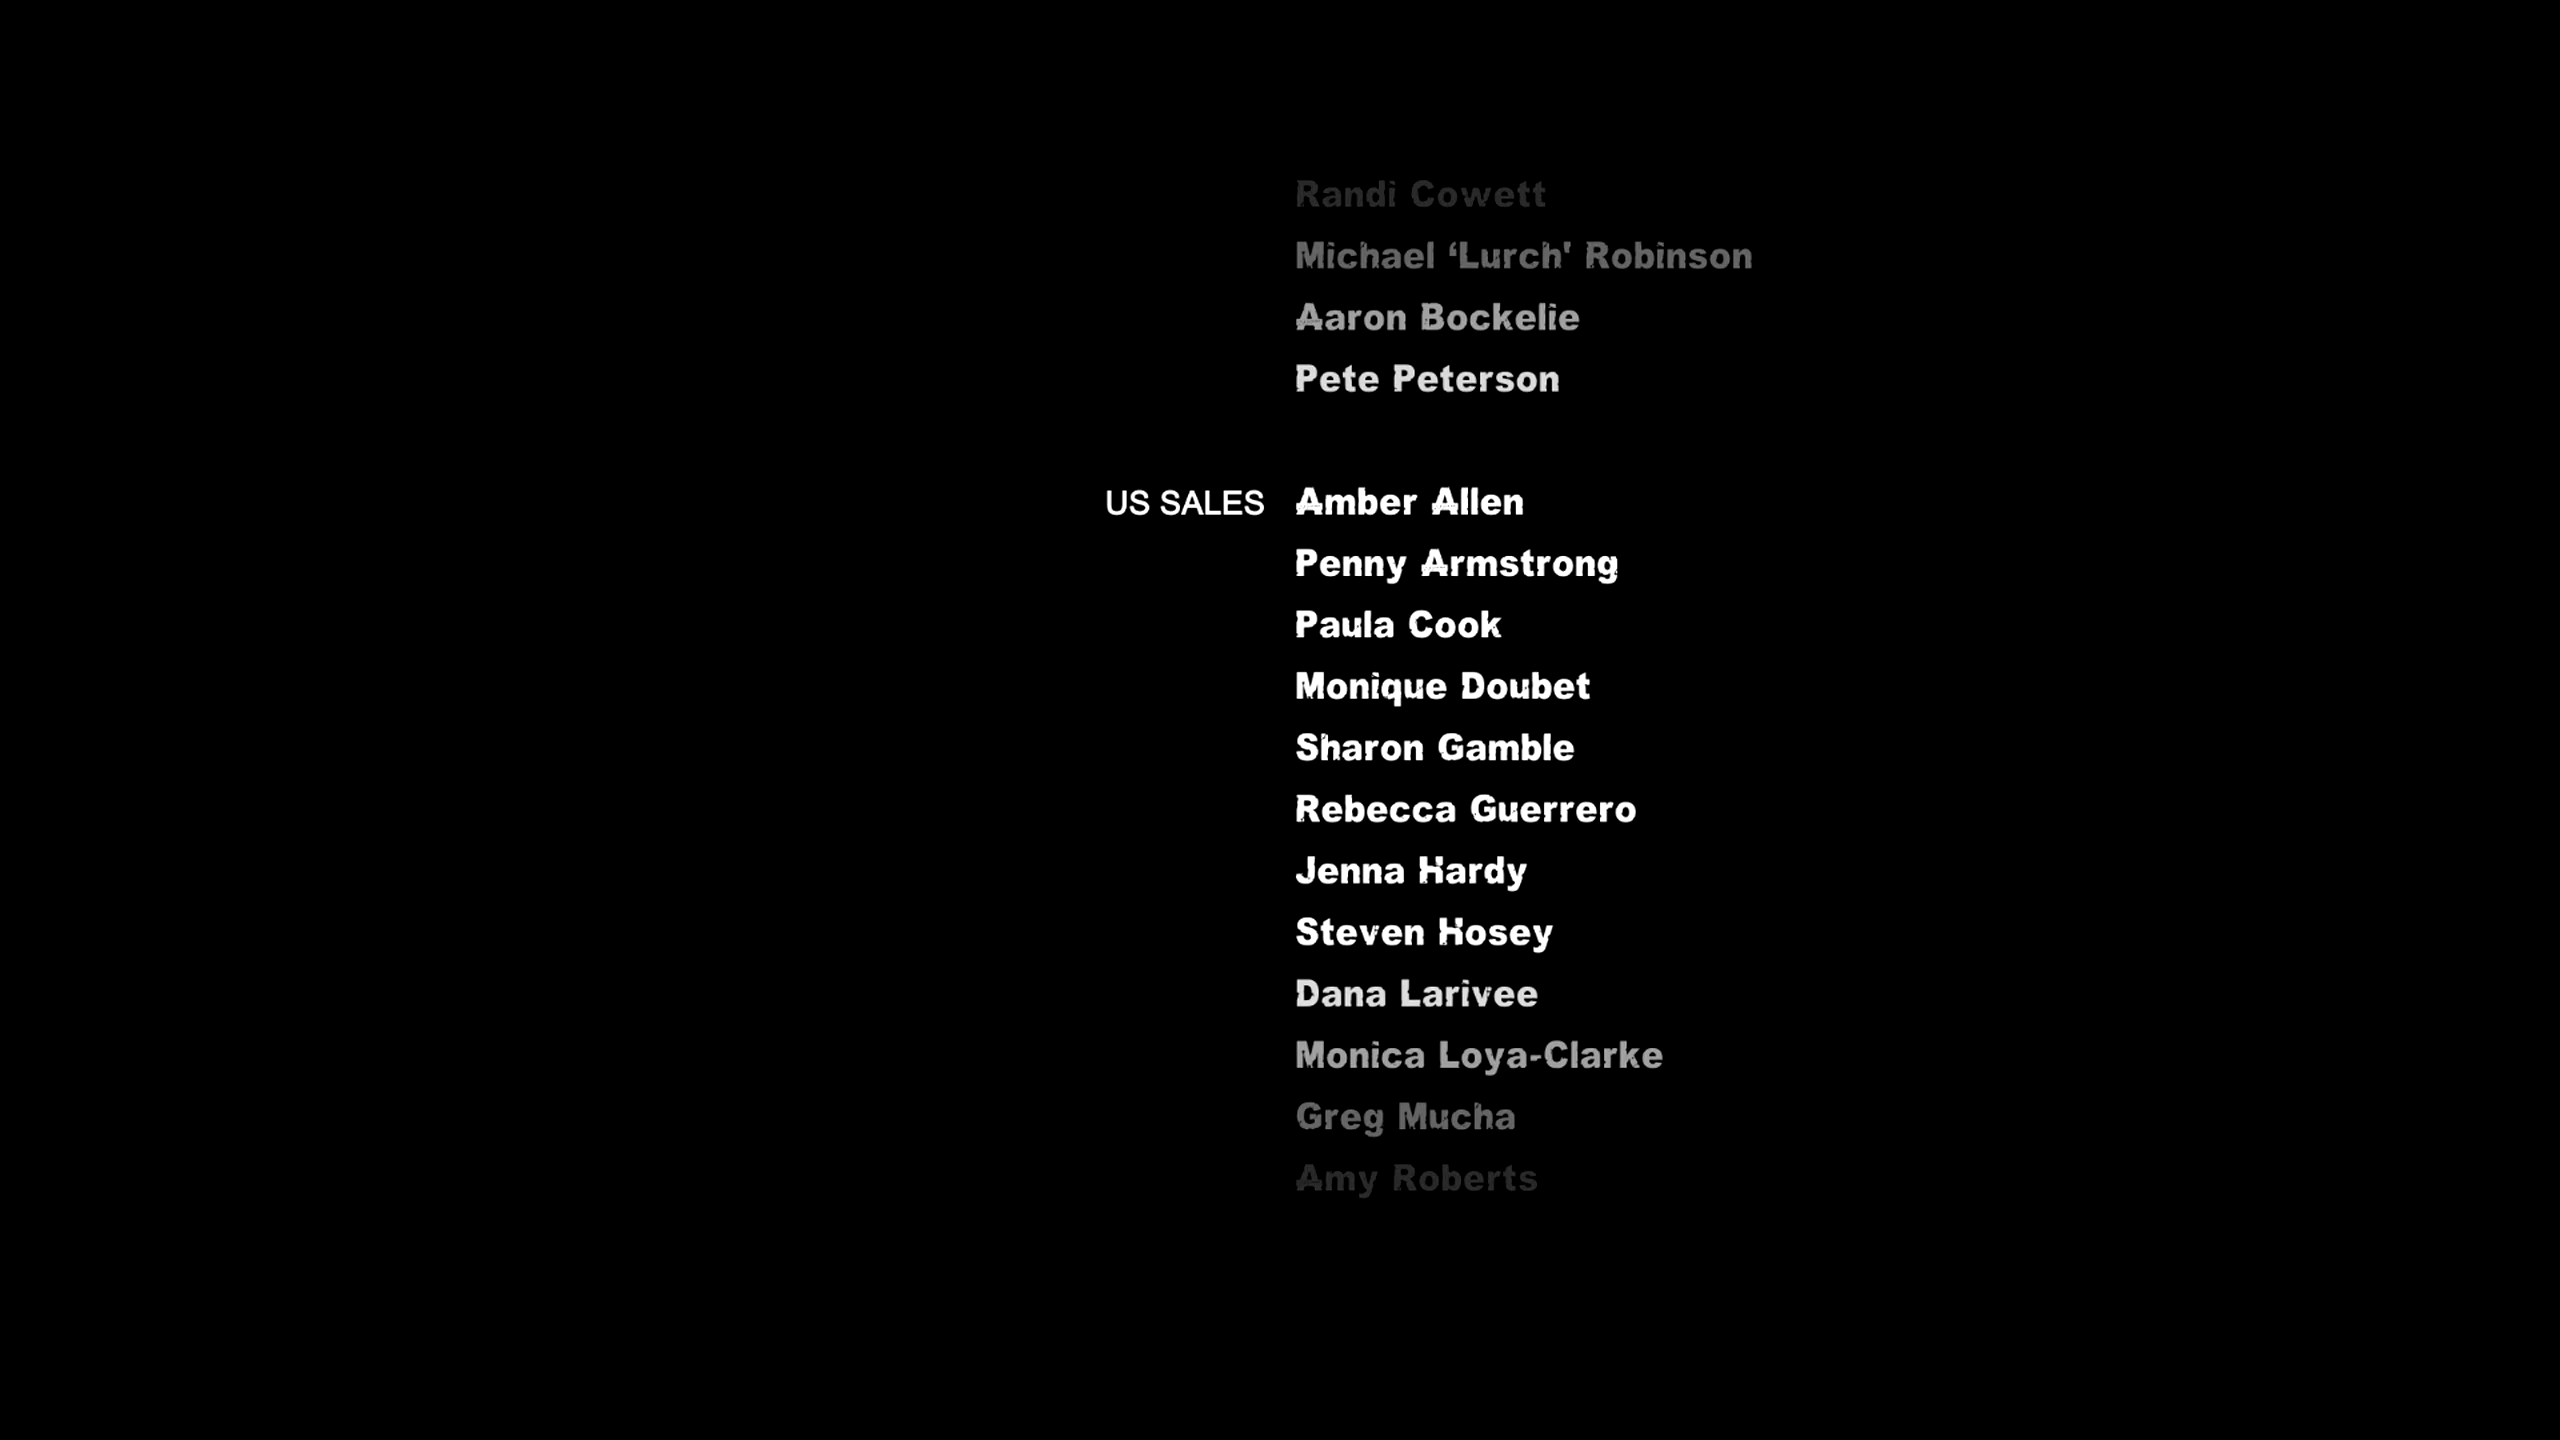 Randi Cowett
Michael ‘Lurch' Robinson
Aaron Bockelie
Pete Peterson
US SALES Amber Allen
Penny Armstrong
Paula Cook
Monique Doubet
Sharon Gamble
Rebecca Guerrero
Jenna Hardy
Steven Hosey
Dana Larivee
Monica Loya-Clarke
Greg Mucha
Amy Roberts